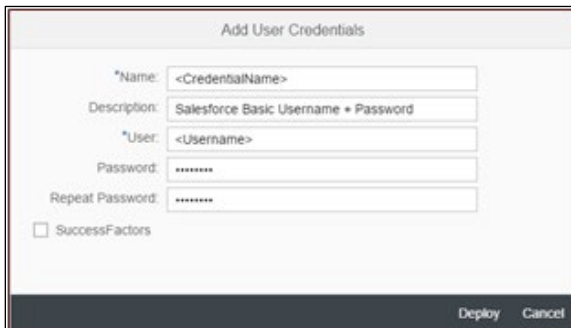 Add User Credentials
*Name: <CredentialName>
Description: Salesforce Basic Username + Password
*User: <Username>
Password: ••••••••
Repeat Password: ••••••••
SuccessFactors
Deploy Cancel